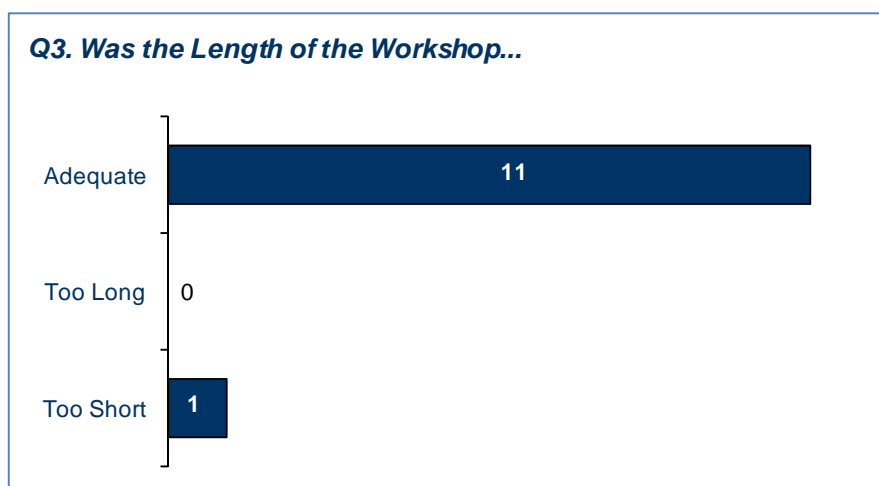 Q3. Was the Length of the Workshop...
Adequate 11
Too Long 0
Too Short 1